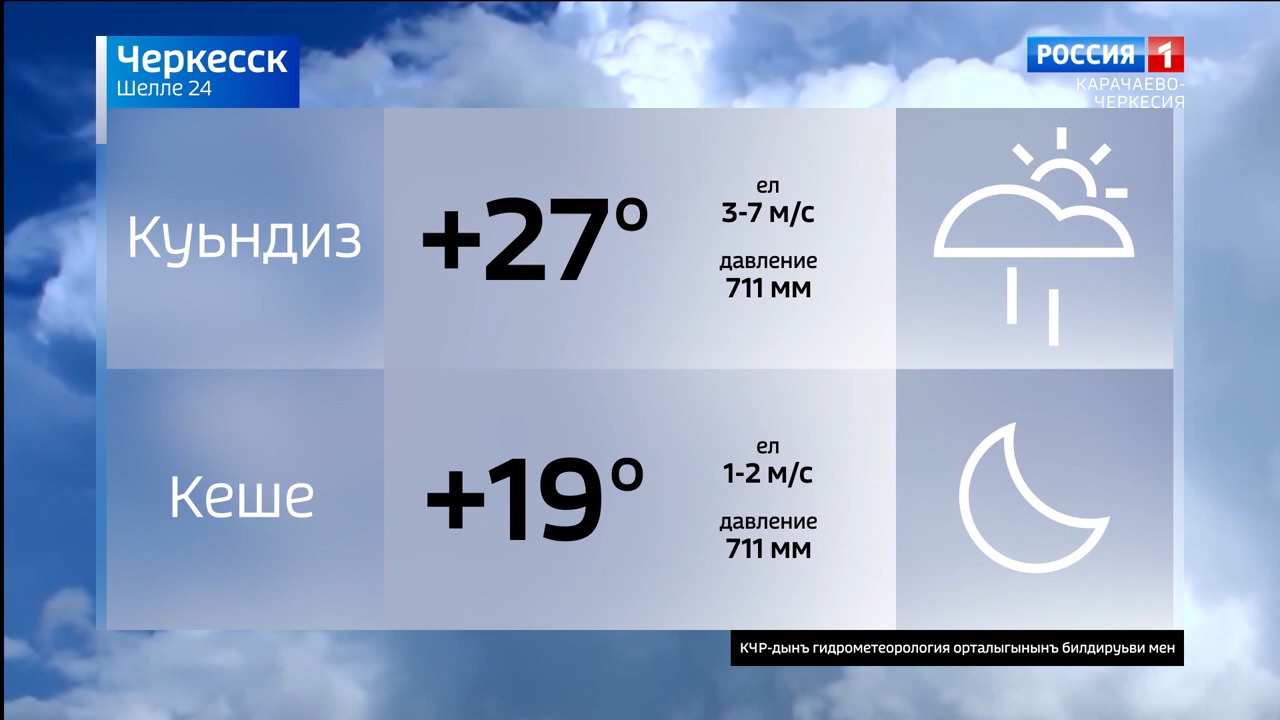 Черкесск
Шелле 24
РОССИЯ 1
КАРАЧАЕВО-
ЧЕРКЕСИЯ
Куьндиз
+27°
ел
3-7 м/с
давление
711 мм
Кеше
+19°
ел
1-2 м/с
давление
711 мм
КЧР-дынъ гидрометеорология орталыгынынъ билдируьви мен